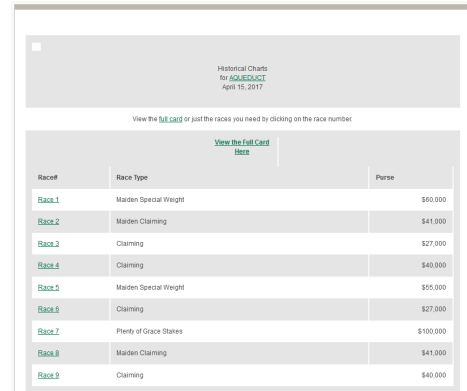 Historical Charts
for AQUEDUCT
April 15, 2017
View the full card or just the races you need by clicking on the race number.
View the Full Card
Here
Race# Race Type Purse
Race 1 Maiden Special Weight $60,000
Race 2 Maiden Claiming $41,000
Race 3 Claiming $27,000
Race 4 Claiming $40,000
Race 5 Maiden Special Weight $55,000
Race 6 Claiming $27,000
Race 7 Plenty of Grace Stakes $100,000
Race 8 Maiden Claiming $41,000
Race 9 Claiming $40,000